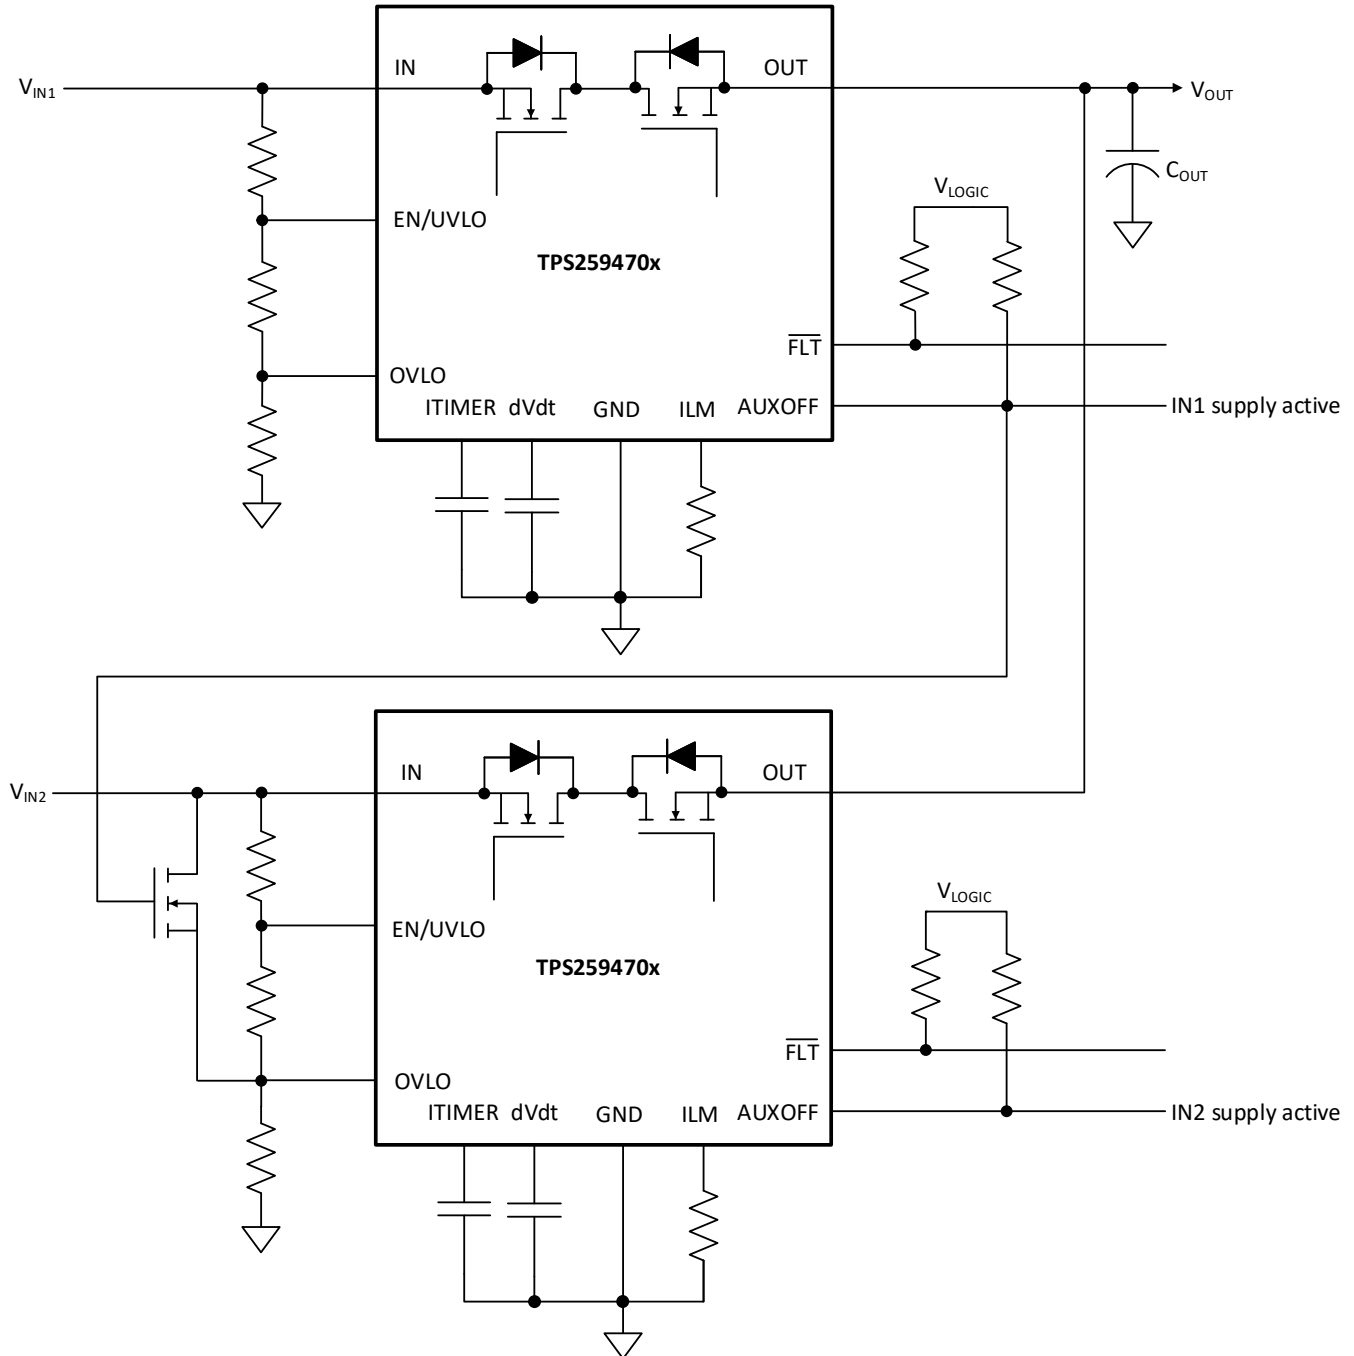 IN
OUT
VIN1
VOUT
COUT
VLOGIC
EN/UVLO
TPS259470x
FLT
OVLO
ITIMER dVdt GND ILM AUXOFF
IN1 supply active
IN
OUT
VIN2
VLOGIC
EN/UVLO
TPS259470x
FLT
OVLO
ITIMER dVdt GND ILM AUXOFF
IN2 supply active